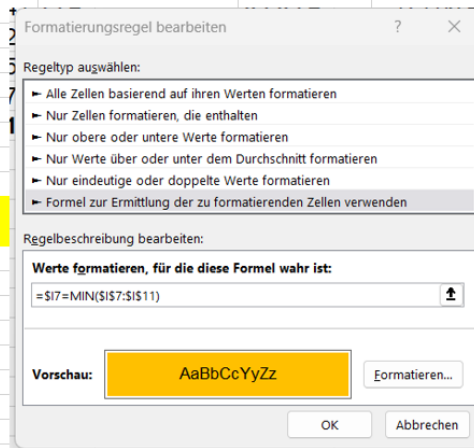 Formatierungsregel bearbeiten ? X
Regeltyp auswählen:
► Alle Zellen basierend auf ihren Werten formatieren
► Nur Zellen formatieren, die enthalten
► Nur obere oder untere Werte formatieren
► Nur Werte über oder unter dem Durchschnitt formatieren
► Nur eindeutige oder doppelte Werte formatieren
► Formel zur Ermittlung der zu formatierenden Zellen verwenden
Regelbeschreibung bearbeiten:
Werte formatieren, für die diese Formel wahr ist:
=$I7=MIN($I$7:$I$11)
Vorschau: AaBbCcYyZz Formatieren...
OK Abbrechen